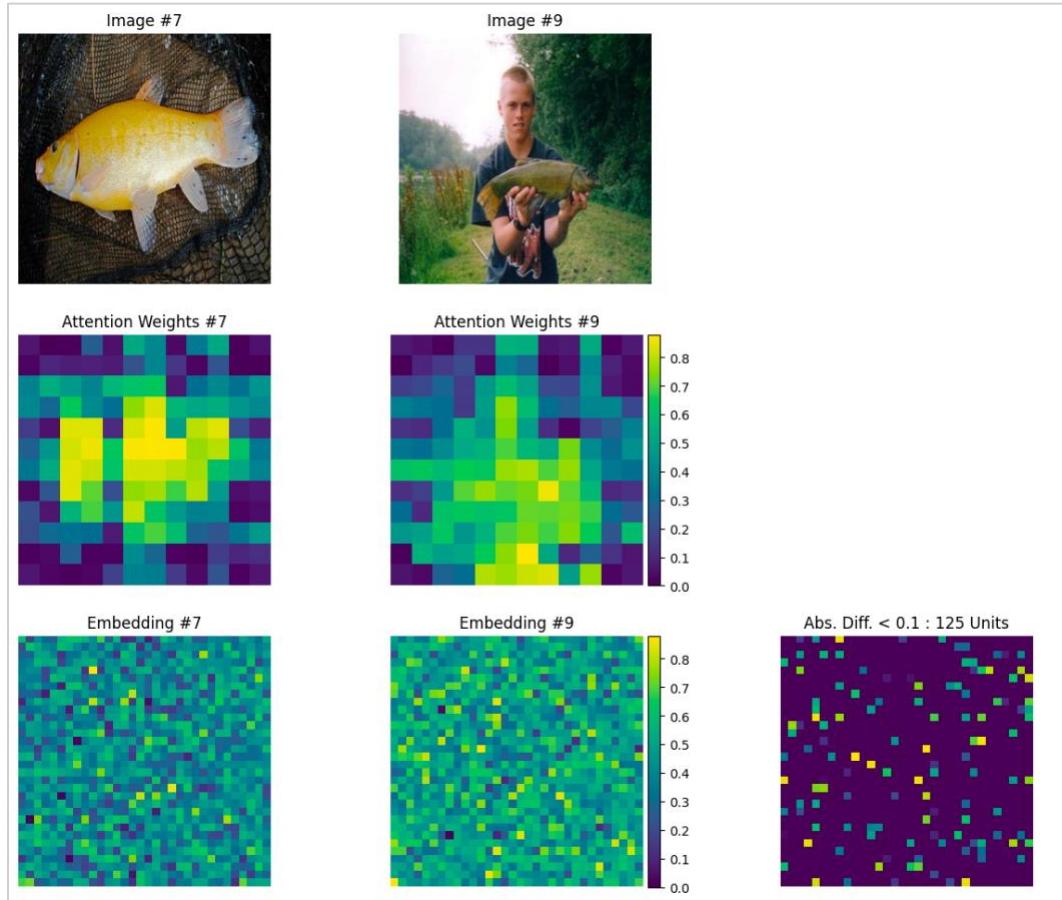 Image #7
Image #9
Attention Weights #7
Attention Weights #9
0.8
0.7
0.6
0.5
0.4
0.3
0.2
0.1
0.0
Embedding #7
Embedding #9
Abs. Diff. < 0.1 : 125 Units
0.8
0.7
0.6
0.5
0.4
0.3
0.2
0.1
0.0